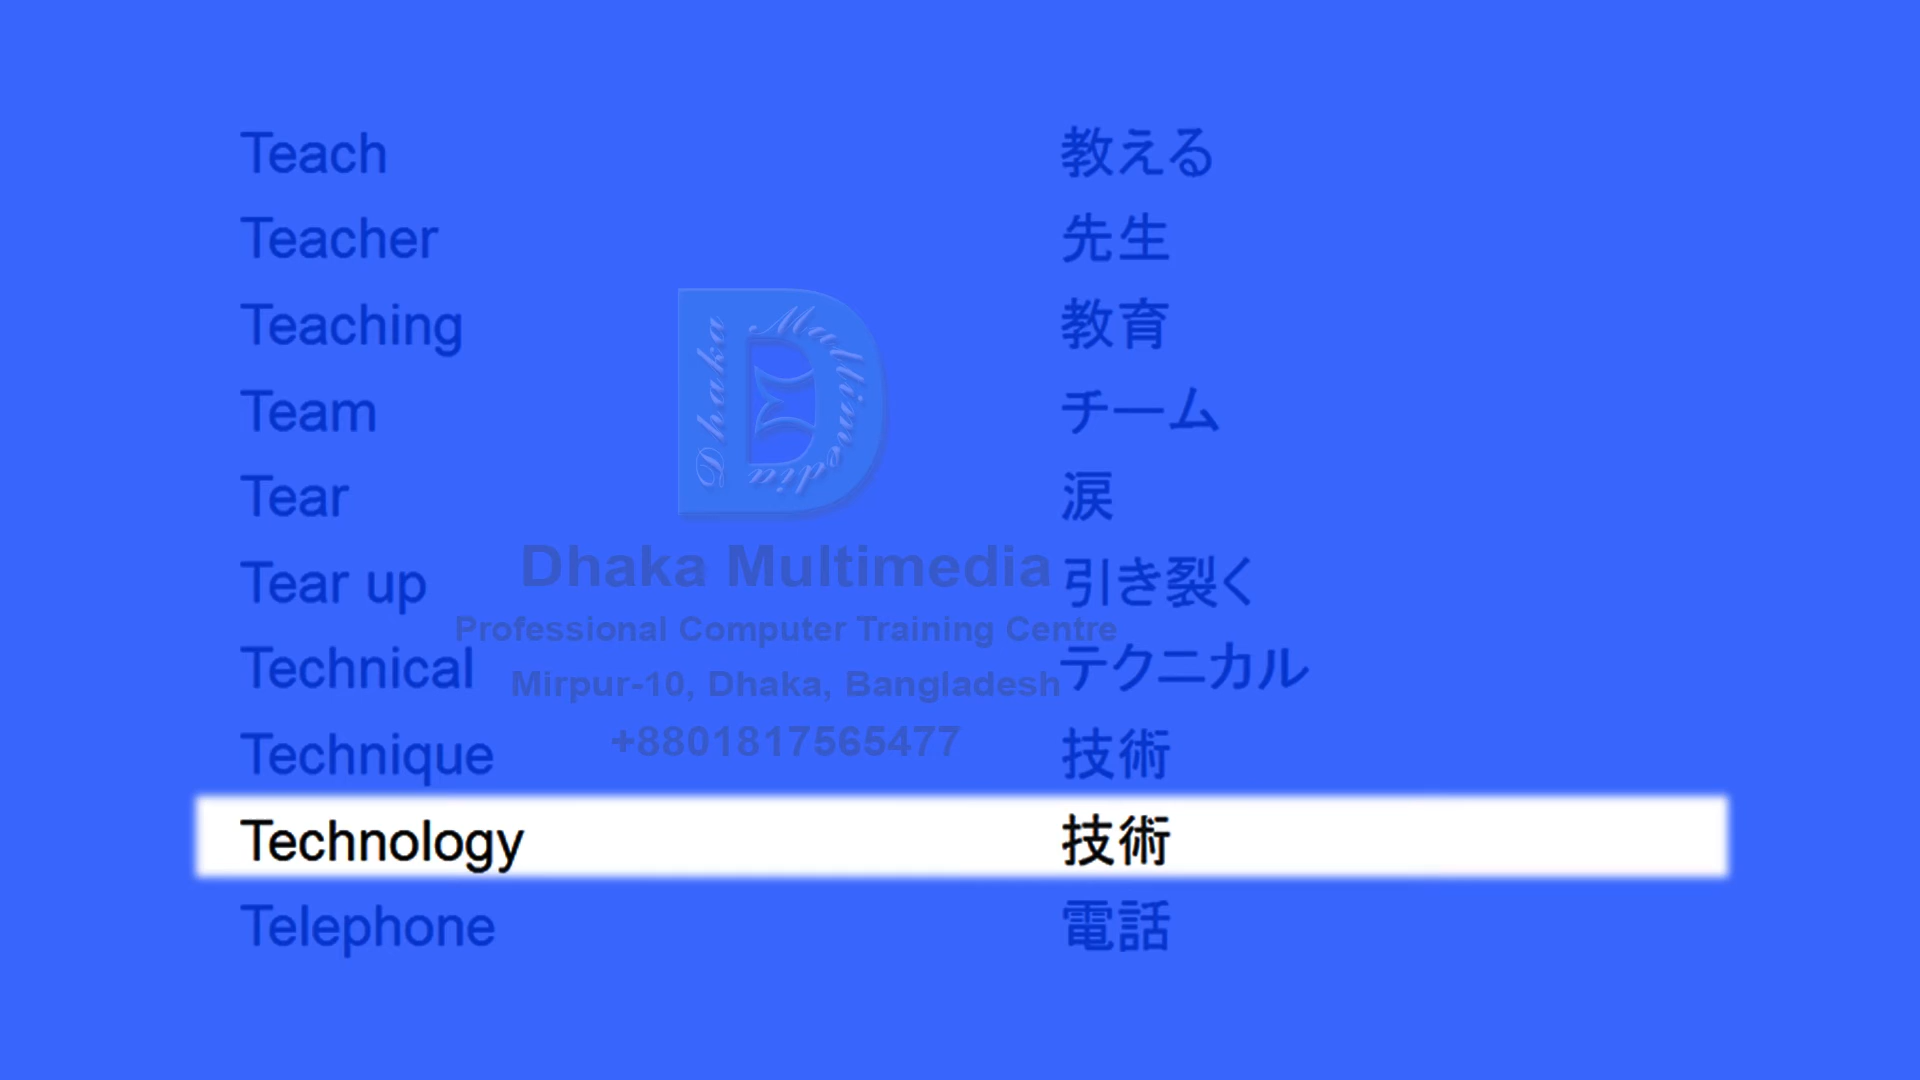 Teach 教える
Teacher 先生
Teaching 教育
Team チーム
Tear 涙
Tear up 引き裂く
Technical テクニカル
Technique 技術
Technology 技術
Telephone 電話
Dhaka Multimedia
Dhaka Multimedia
Professional Computer Training Centre
Mirpur-10, Dhaka, Bangladesh
+8801817565477